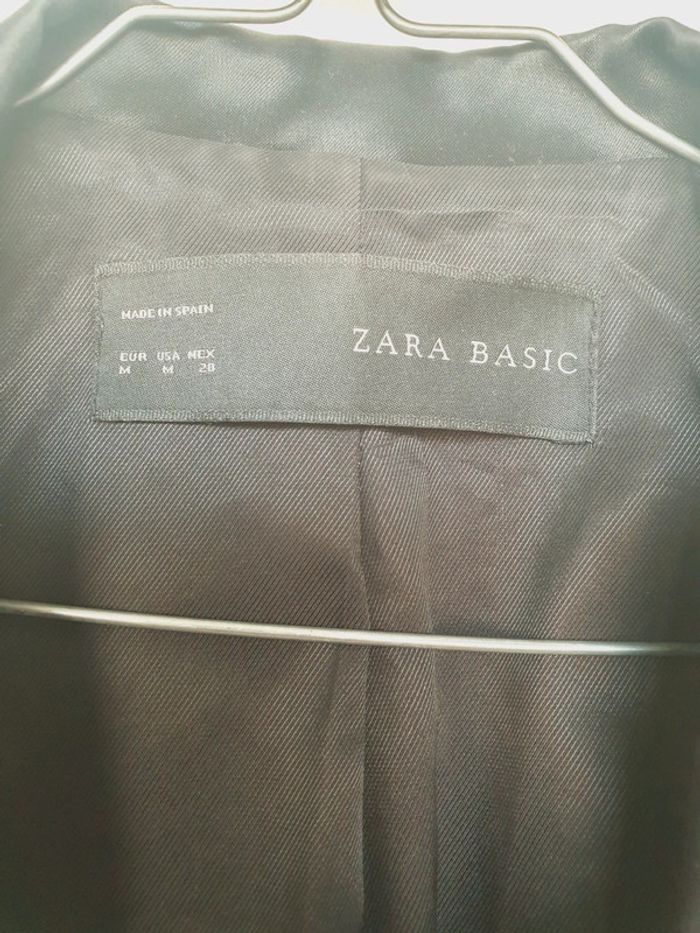 MADE IN SPAIN
EUR USA MEX
M M 28
ZARA BASIC